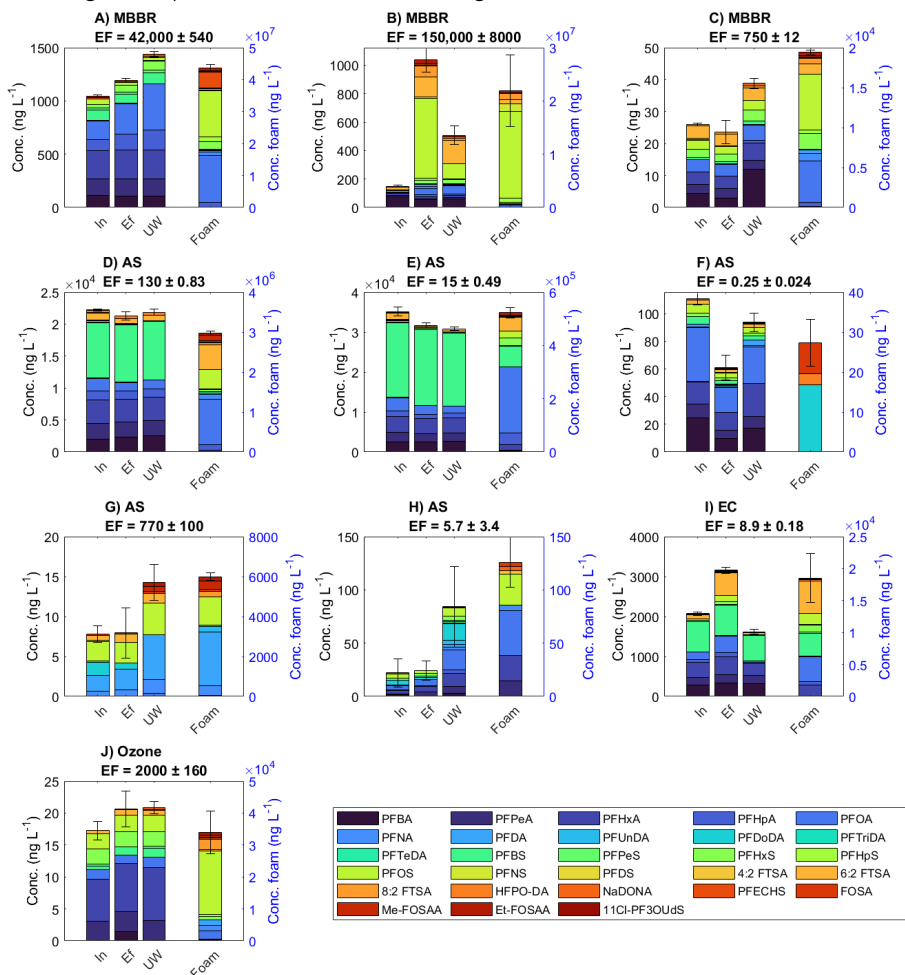 A) MBBR
EF = 42,000 ± 540
×10⁷
Conc. (ng L⁻¹)
1500
1000
500
0
5
4
3
2
1
0
Conc. foam (ng L⁻¹)
In
Ef
UW
Foam
B) MBBR
EF = 150,000 ± 8000
×10⁷
Conc. (ng L⁻¹)
1000
800
600
400
200
0
3
2
1
0
Conc. foam (ng L⁻¹)
In
Ef
UW
Foam
C) MBBR
EF = 750 ± 12
×10⁴
Conc. (ng L⁻¹)
50
40
30
20
10
0
2
1.5
1
0.5
0
Conc. foam (ng L⁻¹)
In
Ef
UW
Foam
D) AS
EF = 130 ± 0.83
×10⁴
×10⁶
Conc. (ng L⁻¹)
2.5
2
1.5
1
0.5
0
4
3
2
1
0
Conc. foam (ng L⁻¹)
In
Ef
UW
Foam
E) AS
EF = 15 ± 0.49
×10⁴
×10⁵
Conc. (ng L⁻¹)
4
3
2
1
0
6
4
2
0
Conc. foam (ng L⁻¹)
In
Ef
UW
Foam
F) AS
EF = 0.25 ± 0.024
Conc. (ng L⁻¹)
100
80
60
40
20
0
40
30
20
10
0
Conc. foam (ng L⁻¹)
In
Ef
UW
Foam
G) AS
EF = 770 ± 100
Conc. (ng L⁻¹)
20
15
10
5
0
8000
6000
4000
2000
0
Conc. foam (ng L⁻¹)
In
Ef
UW
Foam
H) AS
EF = 5.7 ± 3.4
Conc. (ng L⁻¹)
150
100
50
0
150
100
50
0
Conc. foam (ng L⁻¹)
In
Ef
UW
Foam
I) EC
EF = 8.9 ± 0.18
×10⁴
Conc. (ng L⁻¹)
4000
3000
2000
1000
0
2.5
2
1.5
1
0.5
0
Conc. foam (ng L⁻¹)
In
Ef
UW
Foam
J) Ozone
EF = 2000 ± 160
×10⁴
Conc. (ng L⁻¹)
25
20
15
10
5
0
5
4
3
2
1
0
Conc. foam (ng L⁻¹)
In
Ef
UW
Foam
PFBA PFPeA PFHxA PFHpA PFOA
PFNA PFDA PFUnDA PFDoDA PFTriDA
PFTeDA PFBS PFPeS PFHxS PFHpS
PFOS PFNS PFDS 4:2 FTSA 6:2 FTSA
8:2 FTSA HFPO-DA NaDONA PFECHS FOSA
Me-FOSAA Et-FOSAA 11Cl-PF3OUdS